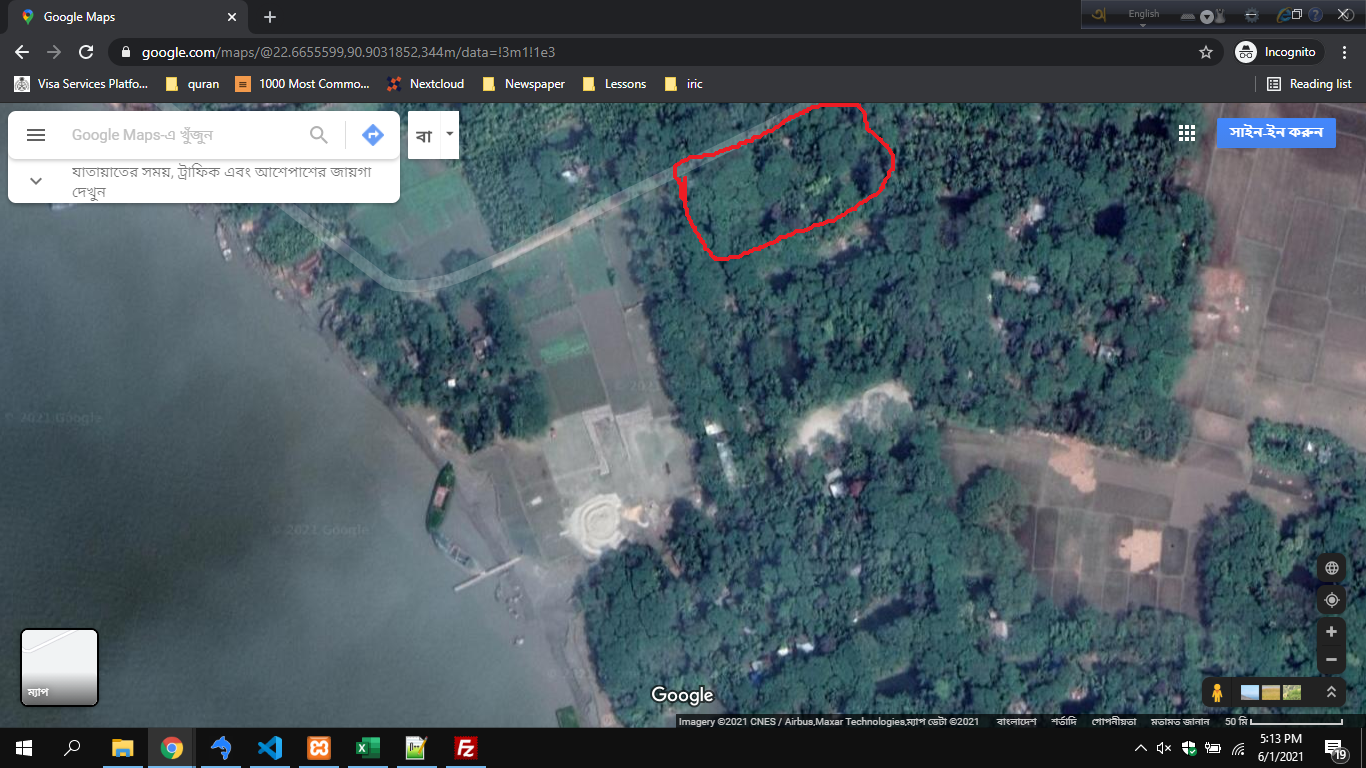 Google Maps
English
google.com/maps/@22.6655599,90.9031852,344m/data=!3m1!1e3
Incognito
Visa Services Platfo...
quran
1000 Most Commo...
Nextcloud
Newspaper
Lessons
iric
Reading list
Google Maps-এ খুঁজুন
বা
সাইন-ইন করুন
যাতায়াতের সময়, ট্রাফিক এবং আশেপাশের জায়গা
দেখুন
© 2021 Google
ম্যাপ
Google
Imagery ©2021 CNES / Airbus,Maxar Technologies,ম্যাপ ডেটা ©2021 বাংলাদেশ শর্তাদি গোপনীয়তা মতামত জানান 50 মি
5:13 PM
6/1/2021
19